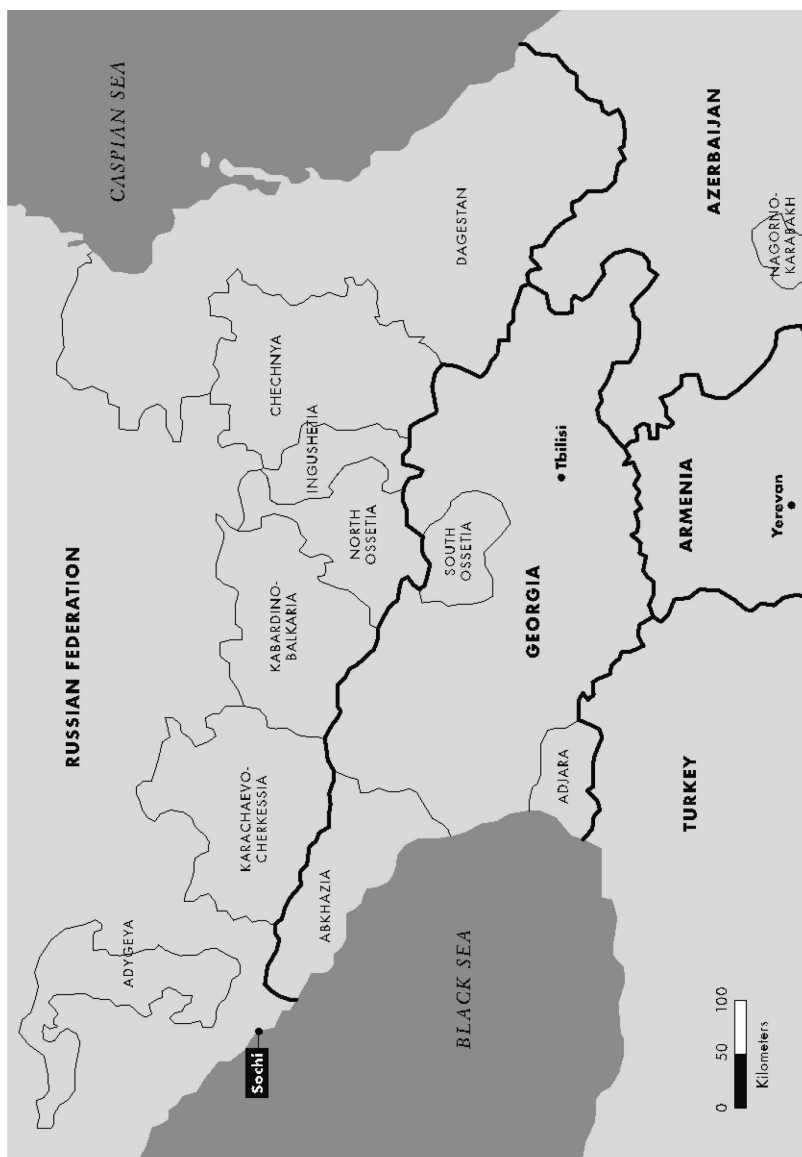 CASPIAN SEA
RUSSIAN FEDERATION
ADYGEYA
KARACHAEVO-
CHERKESSIA
KABARDINO-
BALKARIA
NORTH
OSSETIA
INGUSHETIA
CHECHNYA
DAGESTAN
Sochi
ABKHAZIA
SOUTH
OSSETIA
BLACK SEA
GEORGIA
Tbilisi
ADJARA
TURKEY
ARMENIA
Yerevan
AZERBAIJAN
NAGORNO-
KARABAKH
0 50 100
Kilometers